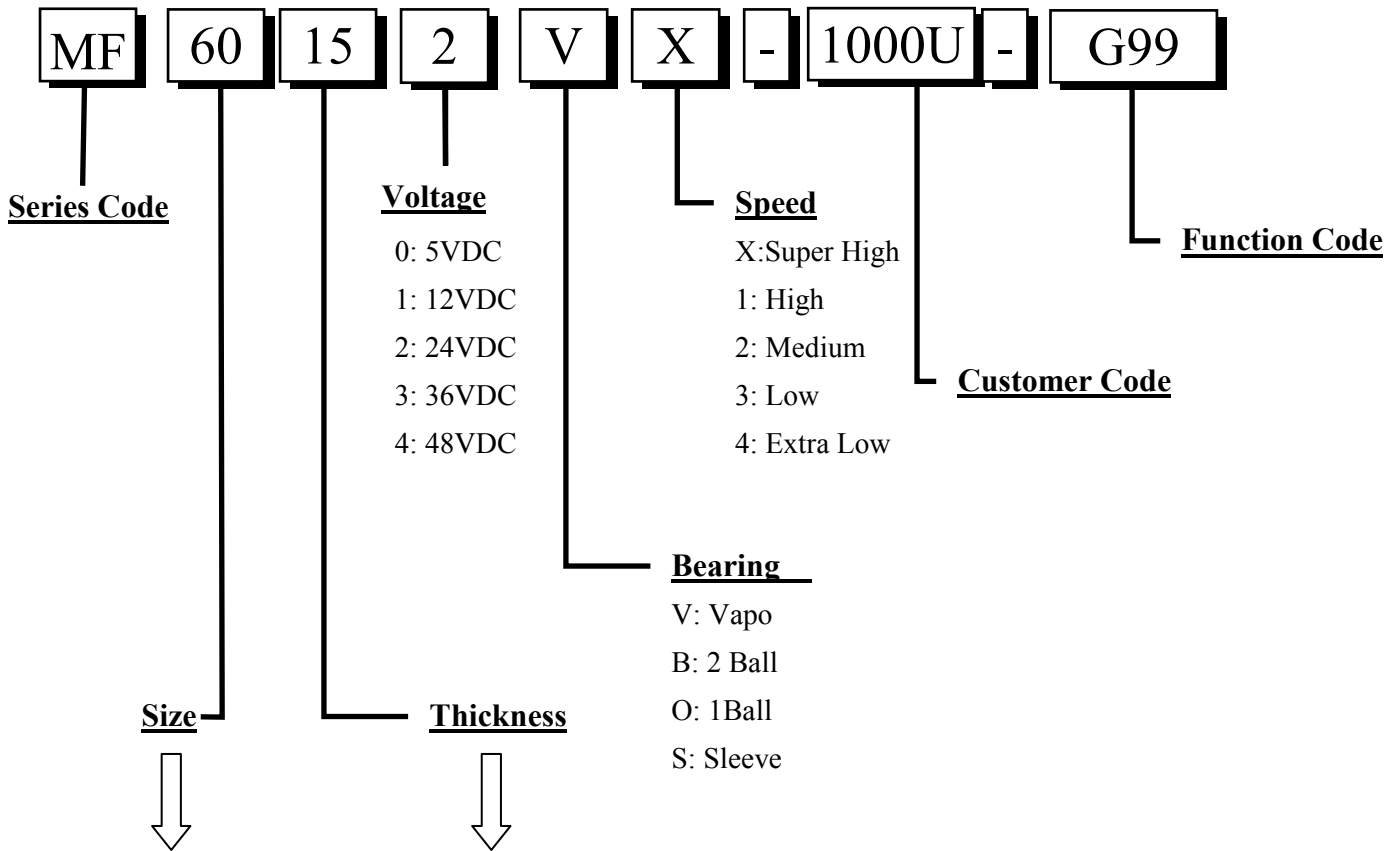 MF 60 15 2 V X - 1000U - G99
Series Code
Voltage
0: 5VDC
1: 12VDC
2: 24VDC
3: 36VDC
4: 48VDC
Speed
X:Super High
1: High
2: Medium
3: Low
4: Extra Low
Function Code
Customer Code
Bearing
V: Vapo
B: 2 Ball
O: 1Ball
S: Sleeve
Size
Thickness